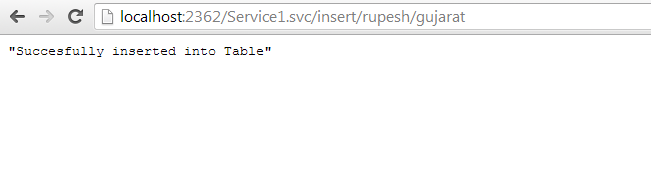 localhost:2362/Service1.svc/insert/rupesh/gujarat
"Succesfully inserted into Table"